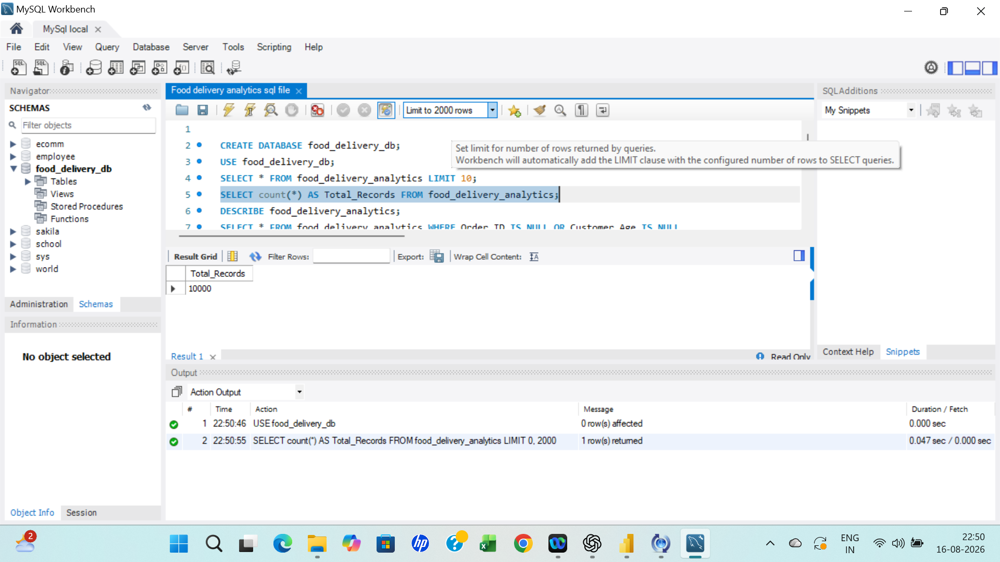 MySQL Workbench
MySql local
File Edit View Query Database Server Tools Scripting Help
Navigator
SCHEMAS
Filter objects
ecomm
employee
food_delivery_db
Tables
Views
Stored Procedures
Functions
sakila
school
sys
world
Administration Schemas
Information
No object selected
Object Info Session
Food delivery analytics sql file
Limit to 2000 rows
1
2 CREATE DATABASE food_delivery_db;
3 USE food_delivery_db;
4 SELECT * FROM food_delivery_analytics LIMIT 10;
5 SELECT count(*) AS Total_Records FROM food_delivery_analytics;
6 DESCRIBE food_delivery_analytics;
7 SELECT * FROM food_delivery_analytics WHERE Order_ID IS NULL OR Customer_Age IS NULL
Set limit for number of rows returned by queries.
Workbench will automatically add the LIMIT clause with the configured number of rows to SELECT queries.
Result Grid Filter Rows: Export: Wrap Cell Content:
Total_Records
10000
Result 1 Read Only
SQLAdditions
My Snippets
Context Help Snippets
Output
Action Output
# Time Action Message Duration / Fetch
1 22:50:46 USE food_delivery_db 0 row(s) affected 0.000 sec
2 22:50:55 SELECT count(*) AS Total_Records FROM food_delivery_analytics LIMIT 0, 2000 1 row(s) returned 0.047 sec / 0.000 sec
2
ENG
IN
22:50
16-08-2026